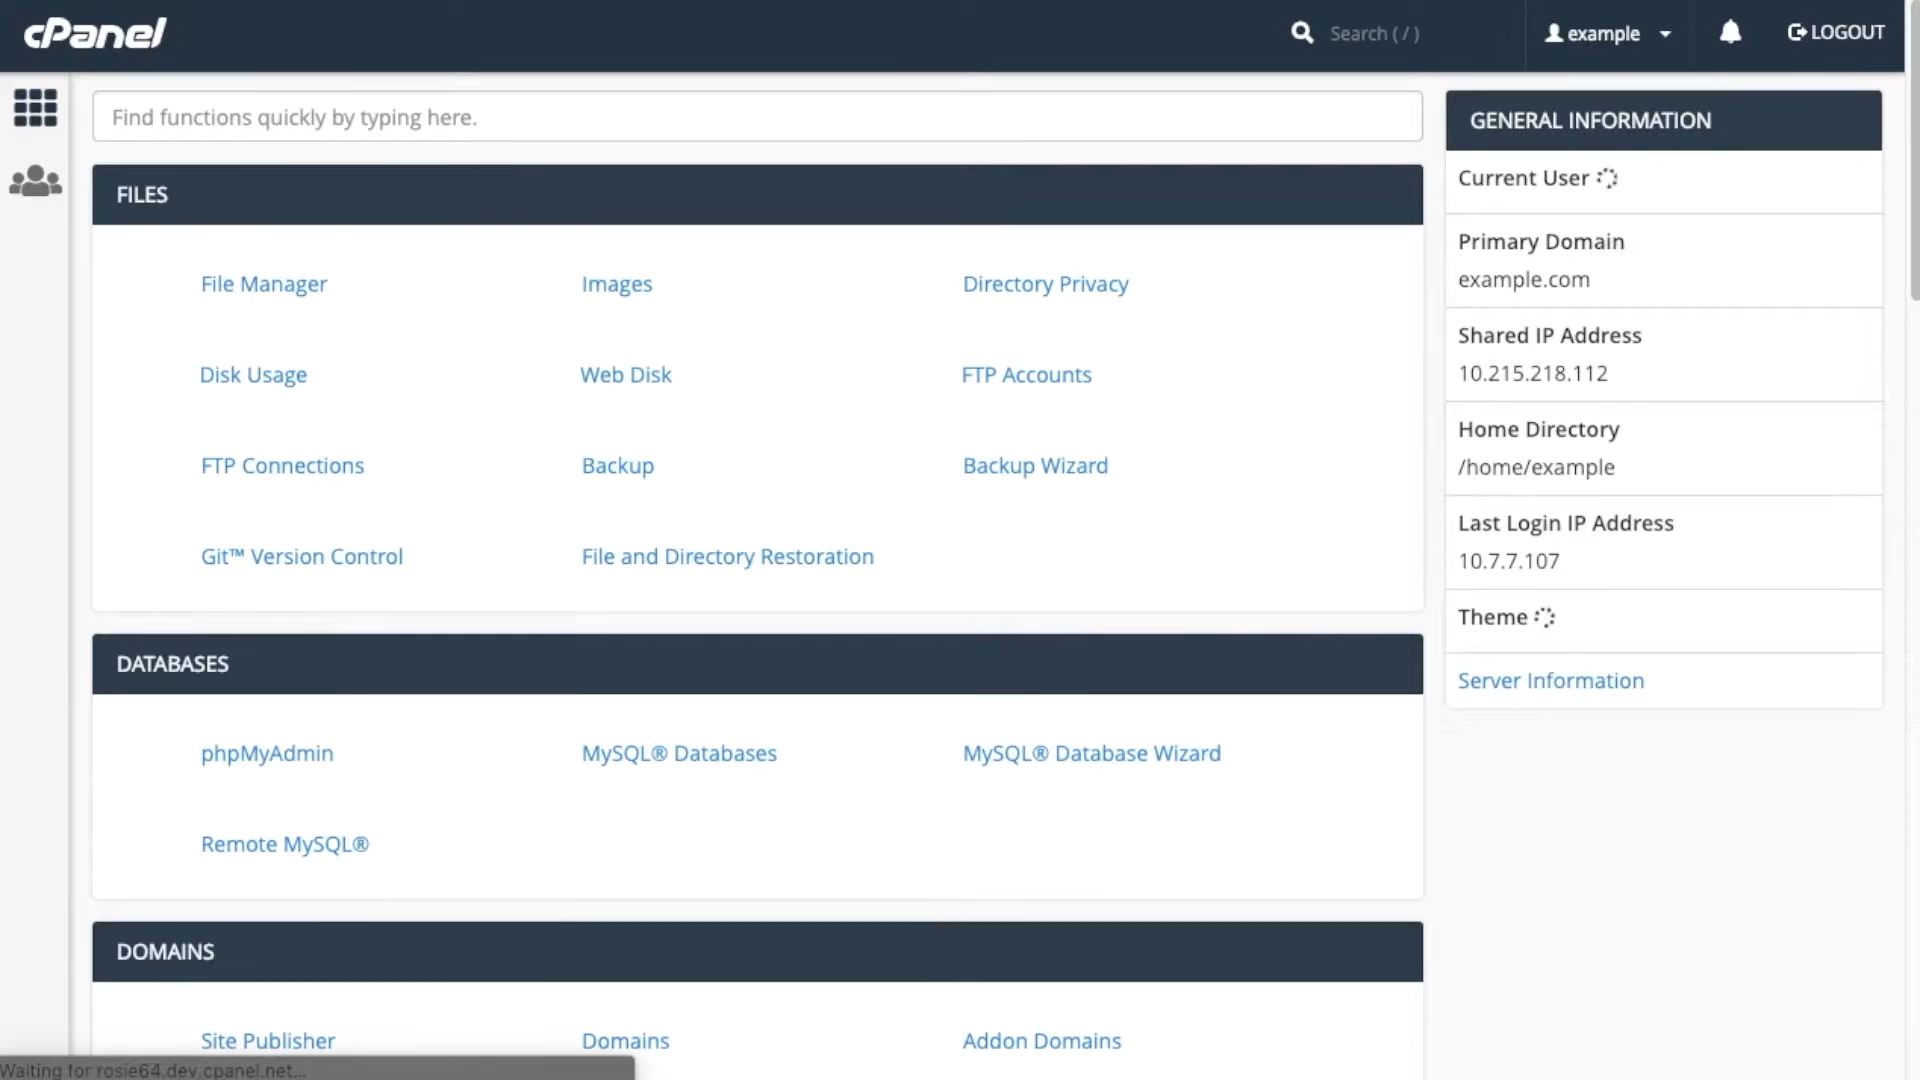 cPanel
Search ( / )
example
LOGOUT
Find functions quickly by typing here.
FILES
File Manager
Images
Directory Privacy
Disk Usage
Web Disk
FTP Accounts
FTP Connections
Backup
Backup Wizard
Git™ Version Control
File and Directory Restoration
DATABASES
phpMyAdmin
MySQL® Databases
MySQL® Database Wizard
Remote MySQL®
DOMAINS
Site Publisher
Domains
Addon Domains
GENERAL INFORMATION
Current User
Primary Domain
example.com
Shared IP Address
10.215.218.112
Home Directory
/home/example
Last Login IP Address
10.7.7.107
Theme
Server Information
Waiting for rosie64.dev.cpanel.net...